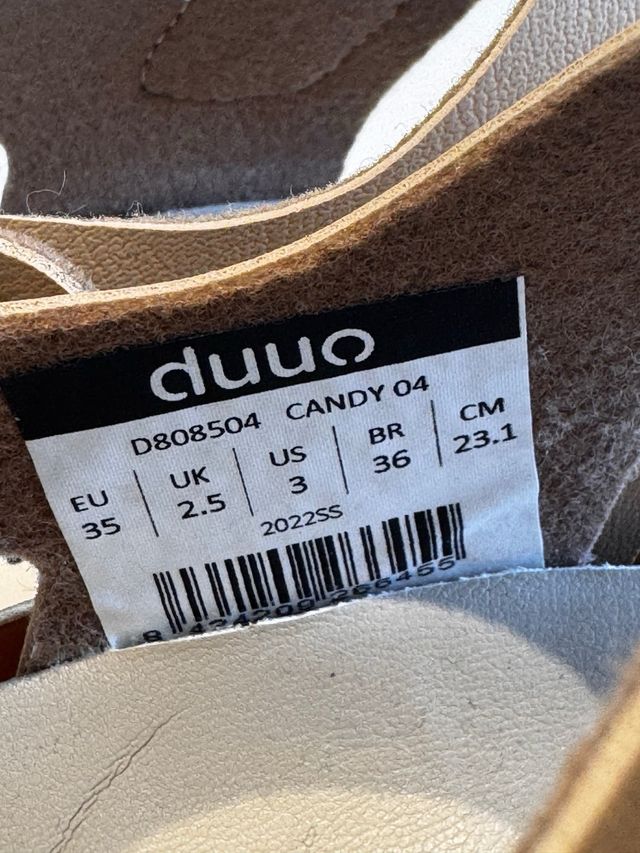 duuo
D808504 CANDY 04
EU UK US BR CM
35 2.5 3 36 23.1
2022SS